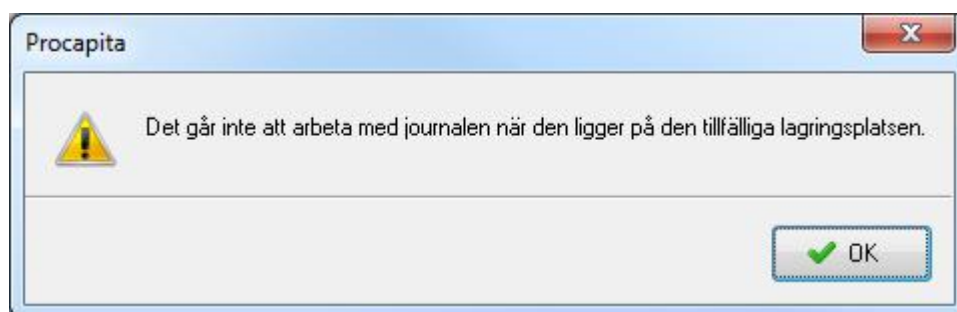 Procapita
Det går inte att arbeta med journalen när den ligger på den tillfälliga lagringsplatsen.
OK